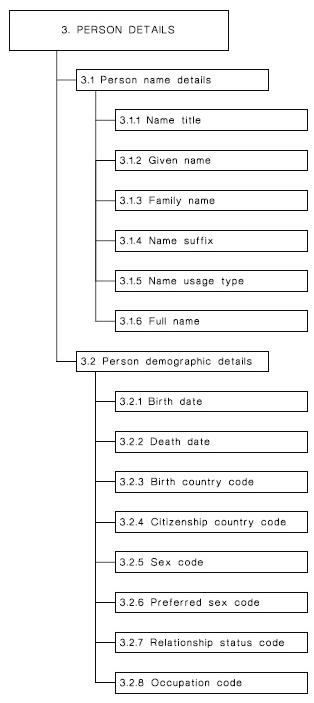 3. PERSON DETAILS
3.1 Person name details
3.1.1 Name title
3.1.2 Given name
3.1.3 Family name
3.1.4 Name suffix
3.1.5 Name usage type
3.1.6 Full name
3.2 Person demographic details
3.2.1 Birth date
3.2.2 Death date
3.2.3 Birth country code
3.2.4 Citizenship country code
3.2.5 Sex code
3.2.6 Preferred sex code
3.2.7 Relationship status code
3.2.8 Occupation code